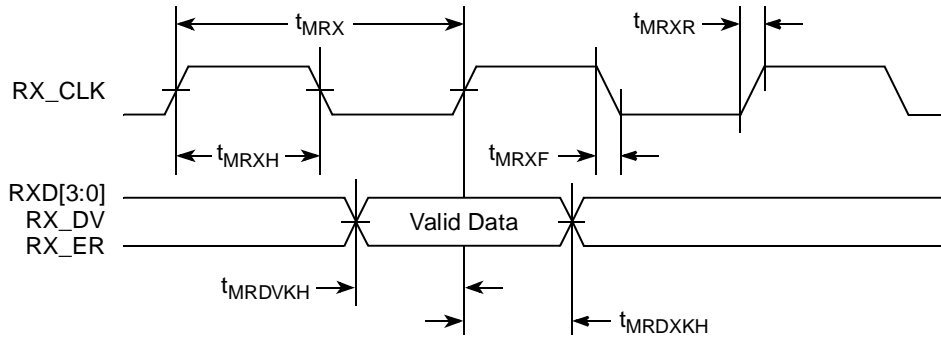 tMRX
tMRXR
RX_CLK
tMRXH
tMRXF
RXD[3:0]
RX_DV
Valid Data
RX_ER
tMRDVKH
tMRDXKH